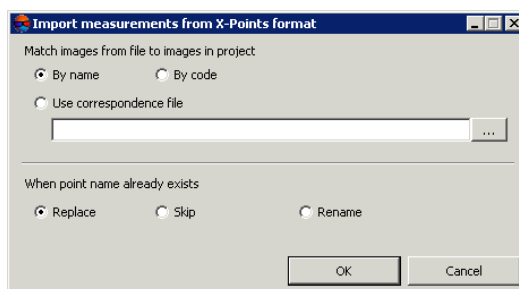 Import measurements from X-Points format
Match images from file to images in project
By name By code
Use correspondence file
...
When point name already exists
Replace Skip Rename
OK Cancel